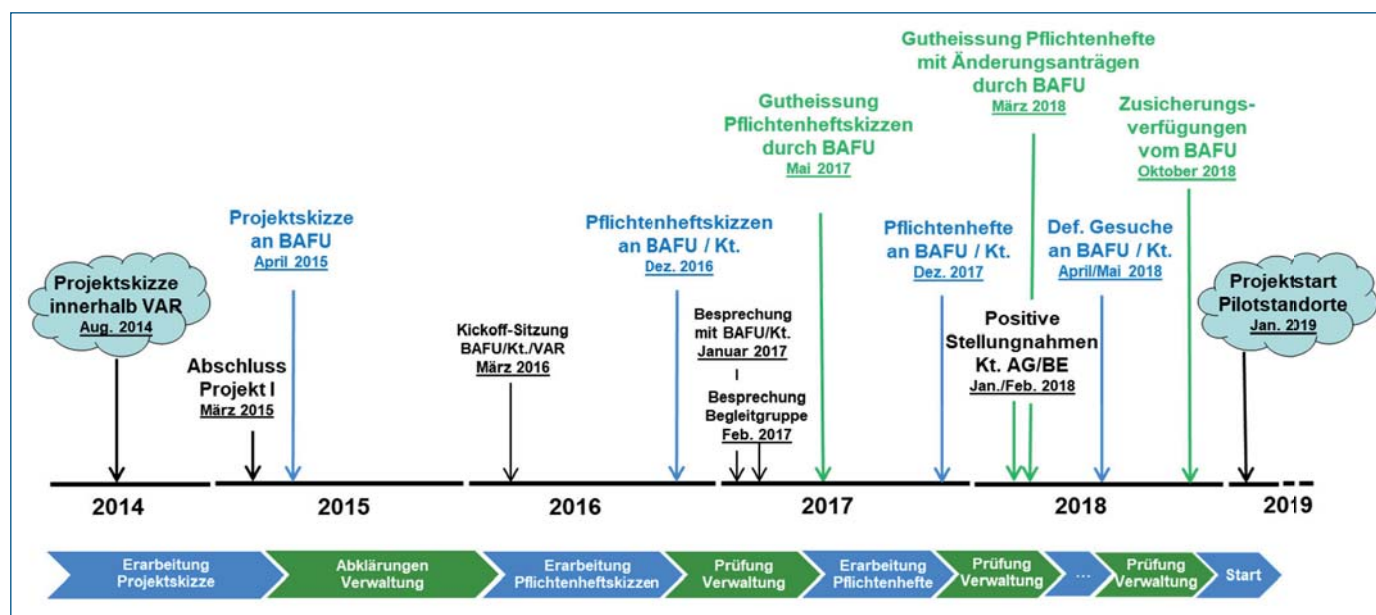 Projektskizze
innerhalb VAR
Aug. 2014
Abschluss
Projekt I
März 2015
Projektskizze
an BAFU
April 2015
Kickoff-Sitzung
BAFU/Kt./VAR
März 2016
Pflichtenheftskizzen
an BAFU / Kt.
Dez. 2016
Besprechung
mit BAFU/Kt.
Januar 2017
Besprechung
Begleitgruppe
Feb. 2017
Gutheissung
Pflichtenheftskizzen
durch BAFU
Mai 2017
Pflichtenhefte
an BAFU / Kt.
Dez. 2017
Gutheissung Pflichtenhefte
mit Änderungsanträgen
durch BAFU
März 2018
Positive
Stellungnahmen
Kt. AG/BE
Jan./Feb. 2018
Def. Gesuche
an BAFU / Kt.
April/Mai 2018
Zusicherungs-
verfügungen
vom BAFU
Oktober 2018
Projektstart
Pilotstandorte
Jan. 2019
2014
2015
2016
2017
2018
2019
Erarbeitung
Projektskizze
Abklärungen
Verwaltung
Erarbeitung
Pflichtenheftskizzen
Prüfung
Verwaltung
Erarbeitung
Pflichtenhefte
Prüfung
Verwaltung
...
Prüfung
Verwaltung
Start